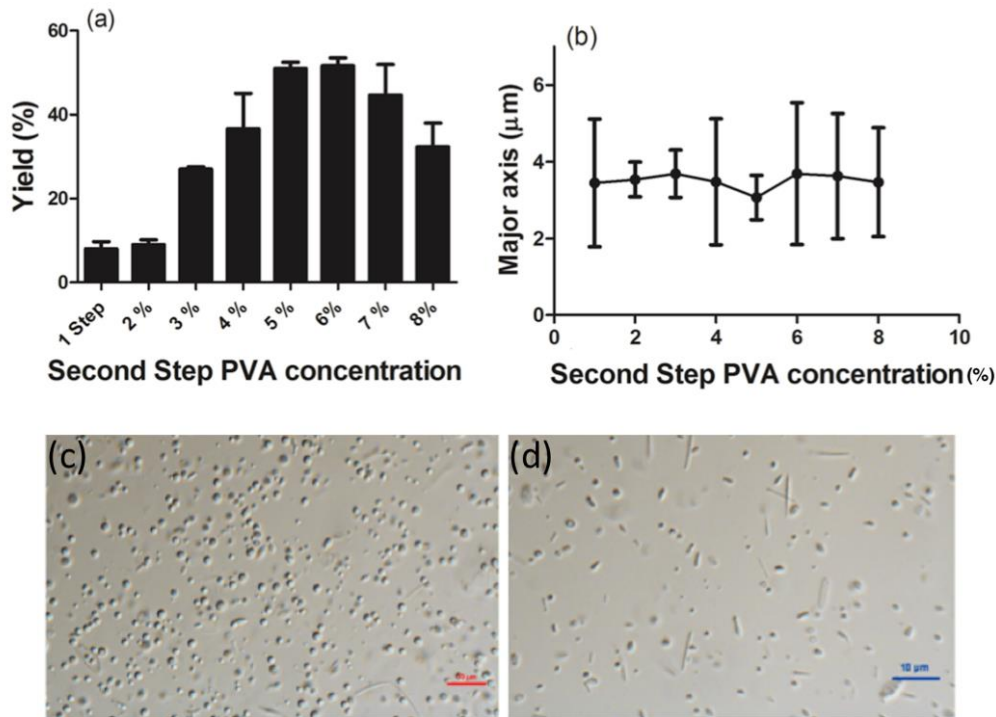 (a)
60
40
20
0
Yield (%)
1 Step
2 %
3 %
4 %
5 %
6%
7 %
8%
Second Step PVA concentration
(b)
6
4
2
0
Major axis (μm)
0 2 4 6 8 10
Second Step PVA concentration (%)
(c)
(d)
10 μm